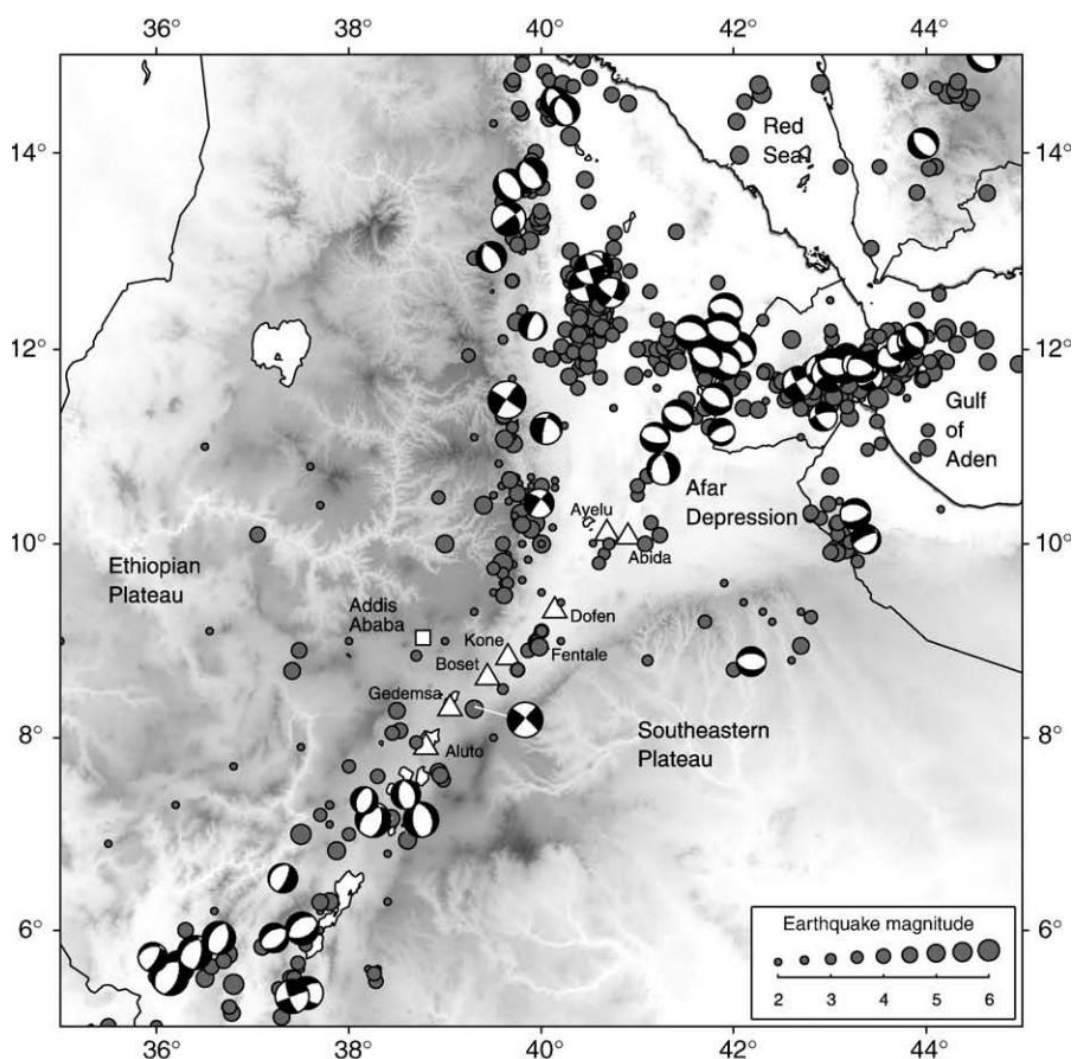 36° 38° 40° 42° 44°
14° 14°
Red
Sea
12° 12°
Gulf
of
Aden
Afar
Depression
Ayelu
Abida
10° 10°
Ethiopian
Plateau
Addis
Ababa
Dofen
Kone
Fentale
Boset
Gedemsa
8° 8°
Aluto
Southeastern
Plateau
6° 6°
Earthquake magnitude
2 3 4 5 6
36° 38° 40° 42° 44°